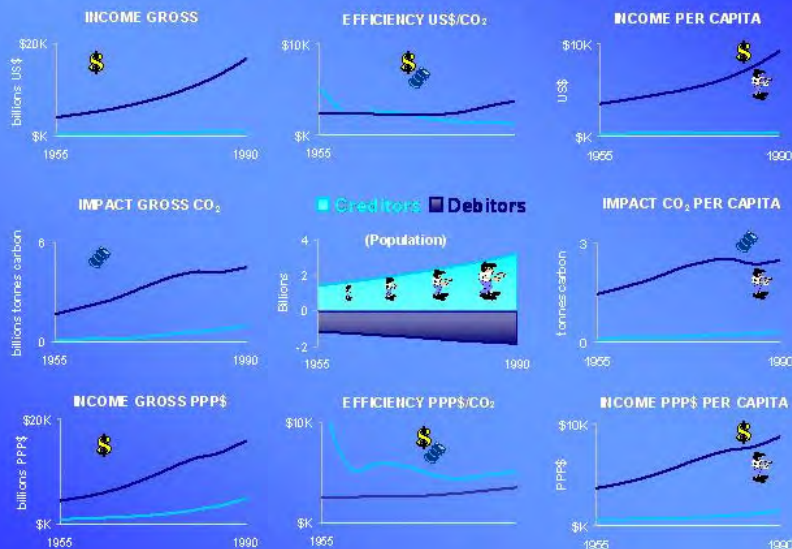 INCOME GROSS
$20K
billions US$
$K
1955
1990
EFFICIENCY US$/CO2
$10K
$K
1955
1990
INCOME PER CAPITA
$10K
US$
$K
1955
1990
IMPACT GROSS CO2
6
billions tonnes carbon
0
1955
1990
Creditors Debitors
(Population)
4
2
0
-2
Billions
1955
1990
IMPACT CO2 PER CAPITA
3
tonnes carbon
0
1955
1990
INCOME GROSS PPP$
$20K
billions PPP$
$K
1955
1990
EFFICIENCY PPP$/CO2
$10K
$K
1955
1990
INCOME PPP$ PER CAPITA
$10K
PPP$
$K
1955
1990